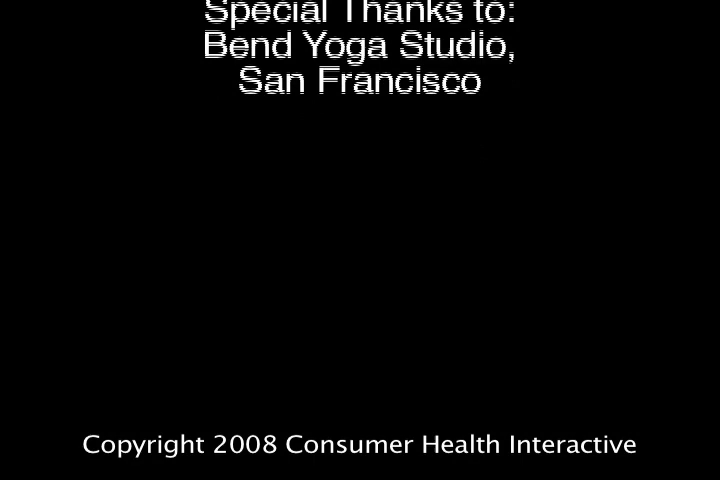 Special Thanks to:
Bend Yoga Studio,
San Francisco
Copyright 2008 Consumer Health Interactive